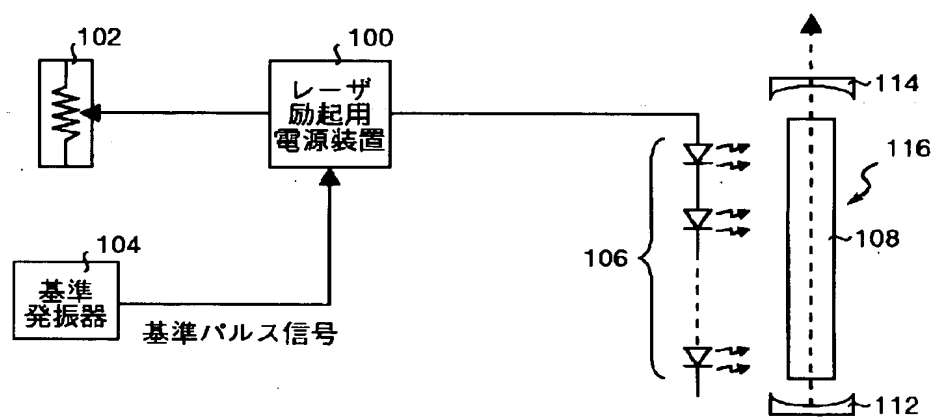 102
100
レーザ
励起用
電源装置
114
116
106
108
104
基準
発振器
基準パルス信号
112